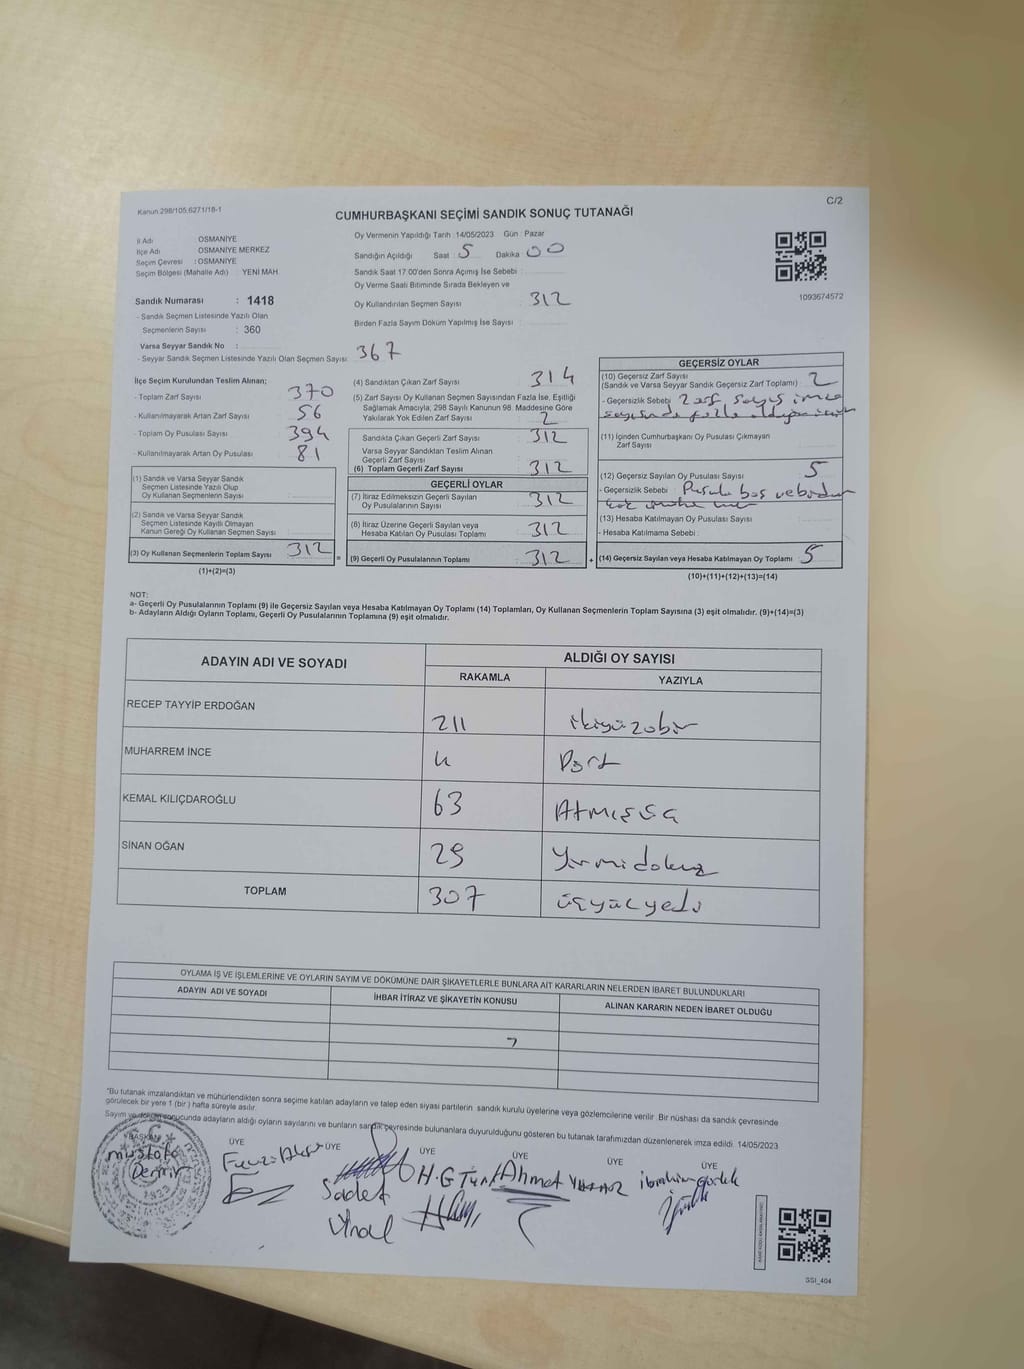 Kanun 298/105,6271/18-1
C/2
CUMHURBAŞKANI SEÇİMİ SANDIK SONUÇ TUTANAĞI
İl Adı OSMANİYE
İlçe Adı OSMANİYE MERKEZ
Seçim Çevresi : OSMANİYE
Seçim Bölgesi (Mahalle Adı) : YENİ MAH.
Sandık Numarası : 1418
- Sandık Seçmen Listesinde Yazılı Olan
Seçmenlerin Sayısı : 360
Varsa Seyyar Sandık No :
- Seyyar Sandık Seçmen Listesinde Yazılı Olan Seçmen Sayısı: 367
Oy Vermenin Yapıldığı Tarih :14/05/2023 Gün : Pazar
Sandığın Açıldığı Saat 5 Dakika 00
Sandık Saat 17.00'den Sonra Açımış İse Sebebi :
Oy Verme Saati Bitiminde Sırada Bekleyen ve
Oy Kullandırılan Seçmen Sayısı 312
Birden Fazla Sayım Döküm Yapılmış İse Sayısı :
1093674572
İlçe Seçim Kurulundan Teslim Alınan;
- Toplam Zarf Sayısı 370
- Kullanılmayarak Artan Zarf Sayısı 56
- Toplam Oy Pusulası Sayısı 394
- Kullanılmayarak Artan Oy Pusulası 81
(1) Sandık ve Varsa Seyyar Sandık
Seçmen Listesinde Yazılı Olup
Oy Kullanan Seçmenlerin Sayısı
(2) Sandık ve Varsa Seyyar Sandık
Seçmen Listesinde Kayıtlı Olmayan
Kanun Gereği Oy Kullanan Seçmen Sayısı
(3) Oy Kullanan Seçmenlerin Toplam Sayısı 312
(1)+(2)=(3)
(4) Sandıktan Çıkan Zarf Sayısı 314
(5) Zarf Sayısı Oy Kullanan Seçmen Sayısından Fazla İse, Eşitliği
Sağlamak Amacıyla; 298 Sayılı Kanunun 98. Maddesine Göre
Yakılarak Yok Edilen Zarf Sayısı 2
Sandıkta Çıkan Geçerli Zarf Sayısı : 312
Varsa Seyyar Sandıktan Teslim Alınan
Geçerli Zarf Sayısı
(6) Toplam Geçerli Zarf Sayısı 312
GEÇERLİ OYLAR
(7) İtiraz Edilmeksizin Geçerli Sayılan
Oy Pusulalarının Sayısı 312
(8) İtiraz Üzerine Geçerli Sayılan veya
Hesaba Katılan Oy Pusulası Toplamı 312
(9) Geçerli Oy Pusulalarının Toplamı 312
GEÇERSİZ OYLAR
(10) Geçersiz Zarf Sayısı
(Sandık ve Varsa Seyyar Sandık Geçersiz Zarf Toplamı) : 2
- Geçersizlik Sebebi : 2 zarf sayısı imza
sayısında fazla
(11) İçinden Cumhurbaşkanı Oy Pusulası Çıkmayan
Zarf Sayısı
(12) Geçersiz Sayılan Oy Pusulası Sayısı 5
- Geçersizlik Sebebi : Pusula boş
(13) Hesaba Katılmayan Oy Pusulası Sayısı
- Hesaba Katılmama Sebebi :
(14) Geçersiz Sayılan veya Hesaba Katılmayan Oy Toplamı 5
(10)+(11)+(12)+(13)=(14)
NOT:
a- Geçerli Oy Pusulalarının Toplamı (9) ile Geçersiz Sayılan veya Hesaba Katılmayan Oy Toplamı (14) Toplamları, Oy Kullanan Seçmenlerin Toplam Sayısına (3) eşit olmalıdır. (9)+(14)=(3)
b- Adayların Aldığı Oyların Toplamı, Geçerli Oy Pusulalarının Toplamına (9) eşit olmalıdır.
ADAYIN ADI VE SOYADI ALDIĞI OY SAYISI
RAKAMLA YAZIYLA
RECEP TAYYİP ERDOĞAN 211 ikiyüzobir
MUHARREM İNCE 4 Dört
KEMAL KILIÇDAROĞLU 63 Atmışüç
SİNAN OĞAN 29 Yirmidokuz
TOPLAM 307 üçyüzyedi
OYLAMA İŞ VE İŞLEMLERİNE VE OYLARIN SAYIM VE DÖKÜMÜNE DAİR ŞİKAYETLERLE BUNLARA AİT KARARLARIN NELERDEN İBARET BULUNDUKLARI
ADAYIN ADI VE SOYADI İHBAR İTİRAZ VE ŞİKAYETİN KONUSU ALINAN KARARIN NEDEN İBARET OLDUĞU
*Bu tutanak imzalandıktan ve mühürlendikten sonra seçime katılan adayların ve talep eden siyasi partilerin sandık kurulu üyelerine veya gözlemcilerine verilir. Bir nüshası da sandık çevresinde
görülecek bir yere 1 (bir) hafta süreyle asılır.
Sayım ve döküm sonucunda adayların aldığı oyların sayılarını ve bunların sandık çevresinde bulunanlara duyurulduğunu gösteren bu tutanak tarafımızdan düzenlenerek imza edildi. 14/05/2023
BAŞKAN ÜYE ÜYE ÜYE ÜYE ÜYE ÜYE
Mustafa
Demir
Sadet
Ünal
H.G Türk
Ahmet Yılmaz
ibrahim
SSI_404